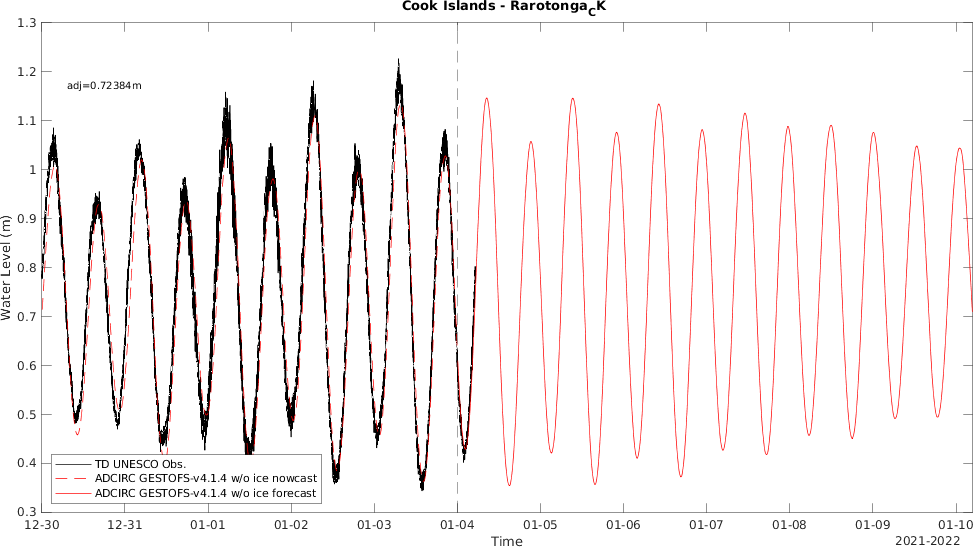 Cook Islands - Rarotonga_CK
1.3
1.2
1.1
1
0.9
0.8
0.7
0.6
0.5
0.4
0.3
Water Level (m)
adj=0.72384m
TD UNESCO Obs.
ADCIRC GESTOFS-v4.1.4 w/o ice nowcast
ADCIRC GESTOFS-v4.1.4 w/o ice forecast
12-30 12-31 01-01 01-02 01-03 01-04 01-05 01-06 01-07 01-08 01-09 01-10
Time
2021-2022